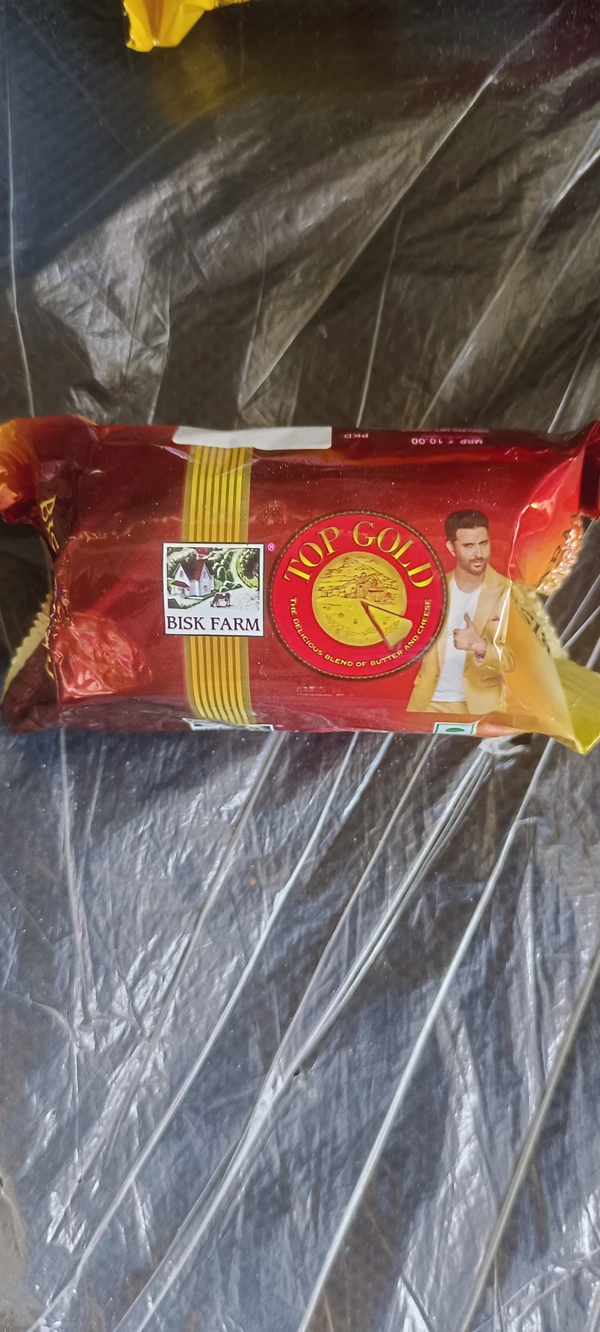 PKD
MRP ₹ 10.00
TOP GOLD
THE DELICIOUS BLEND OF BUTTER AND CHEESE
BISK FARM
®